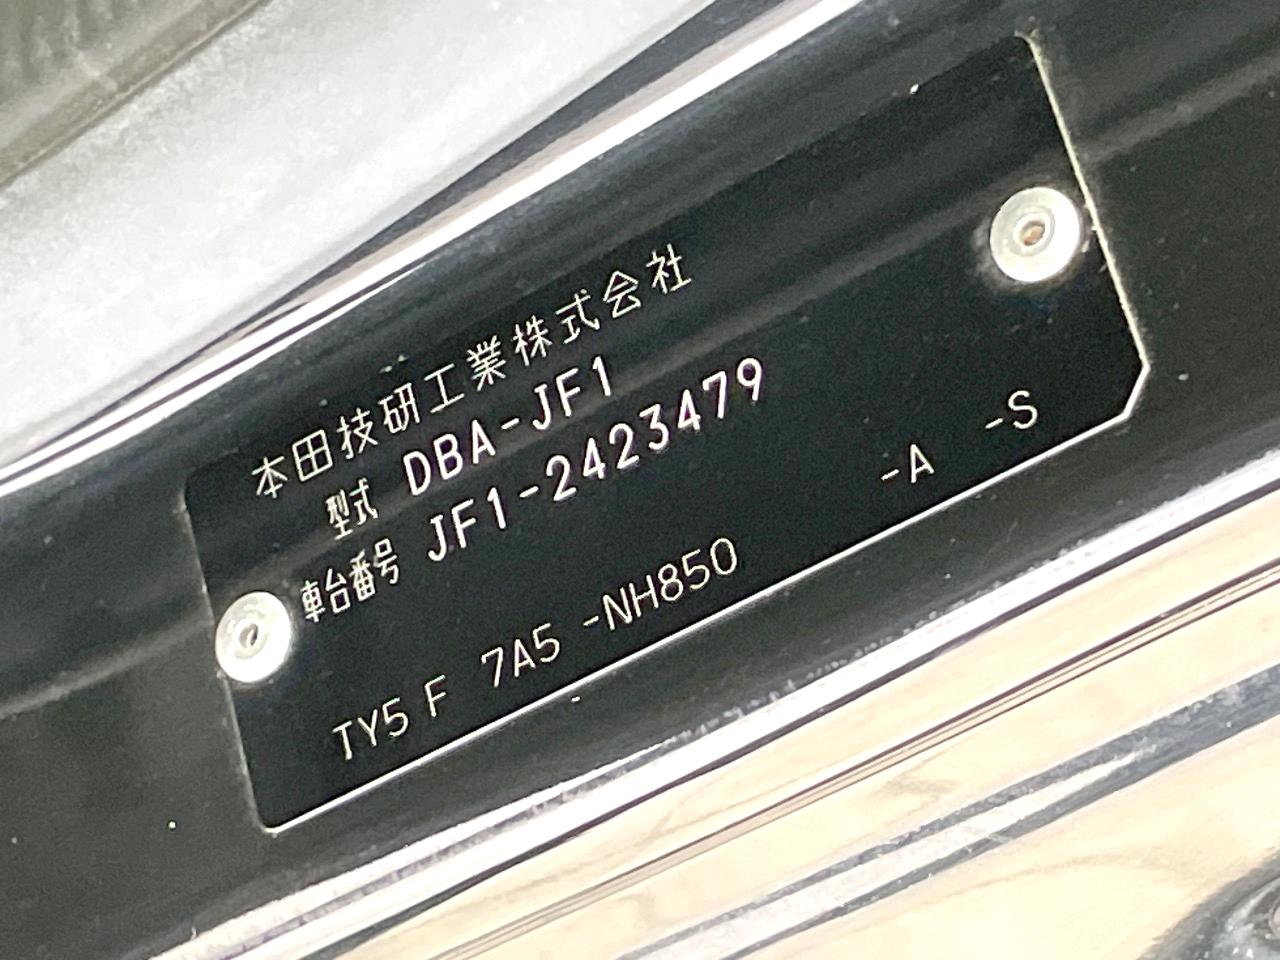 本田技研工業株式会社
型式 DBA-JF1
車台番号 JF1-2423479
TY5 F 7A5 -NH850 -A -S